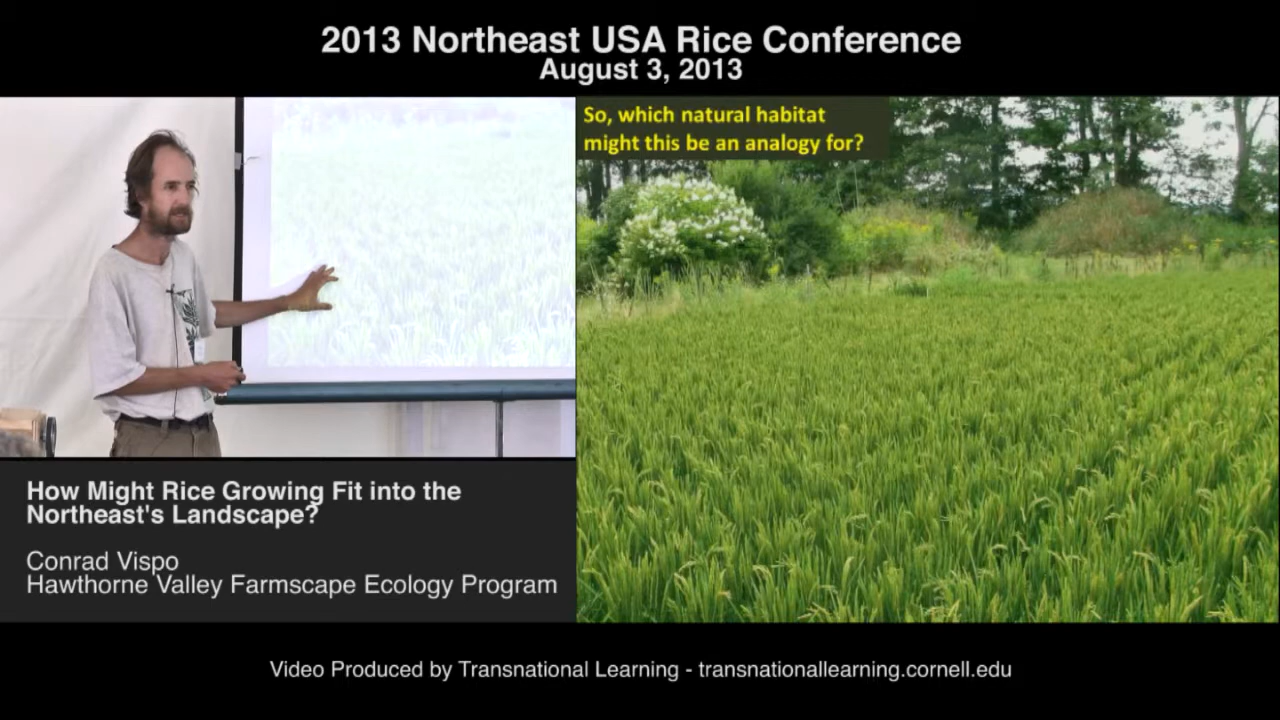 2013 Northeast USA Rice Conference
August 3, 2013
So, which natural habitat
might this be an analogy for?
How Might Rice Growing Fit into the
Northeast's Landscape?
Conrad Vispo
Hawthorne Valley Farmscape Ecology Program
Video Produced by Transnational Learning - transnationallearning.cornell.edu